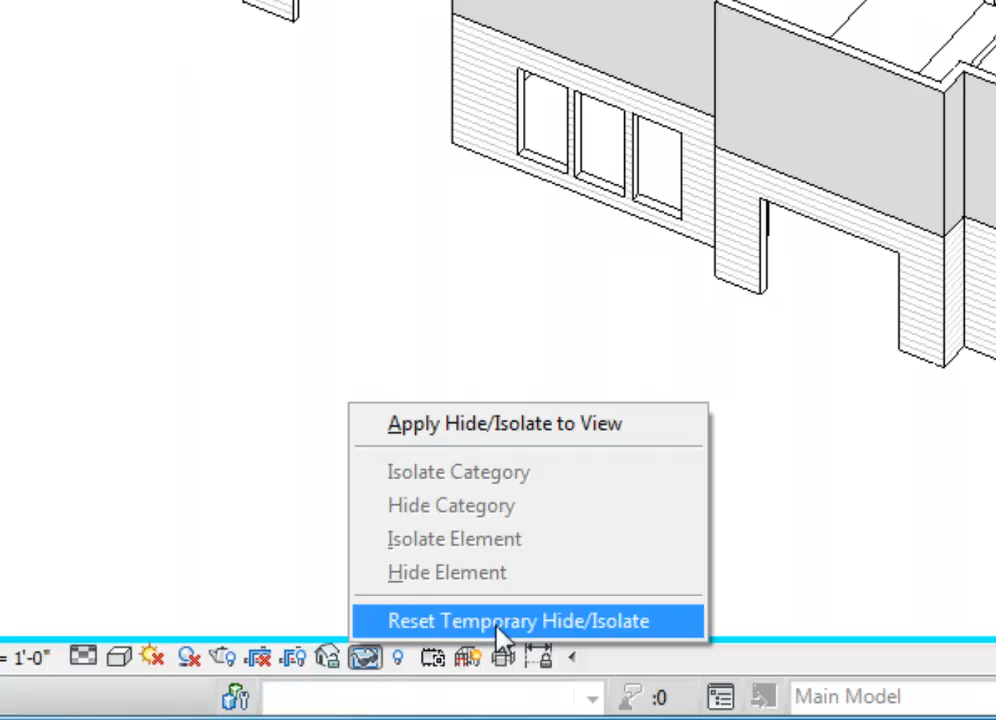 Apply Hide/Isolate to View
Isolate Category
Hide Category
Isolate Element
Hide Element
Reset Temporary Hide/Isolate
= 1'-0"
:0
Main Model